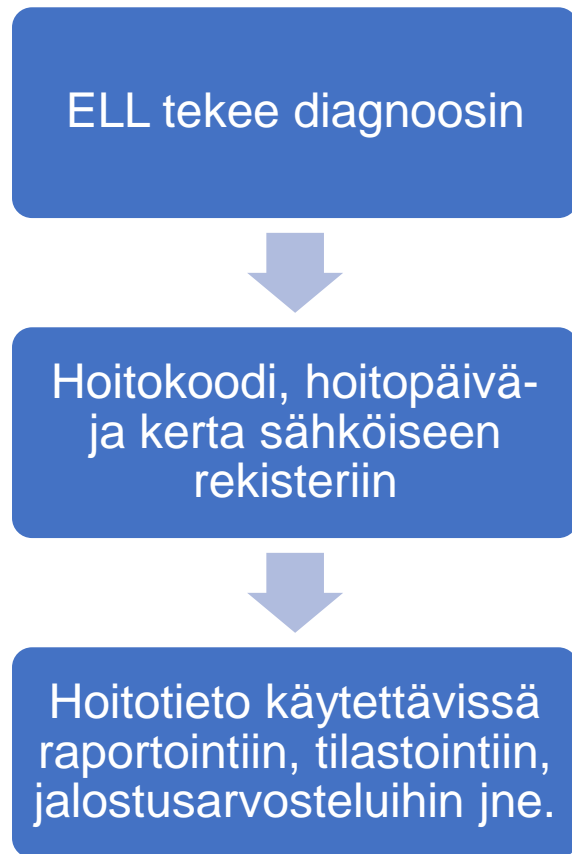 ELL tekee diagnoosin
Hoitokoodi, hoitopäivä-
ja kerta sähköiseen
rekisteriin
Hoitotieto käytettävissä
raportointiin, tilastointiin,
jalostusarvosteluihin jne.